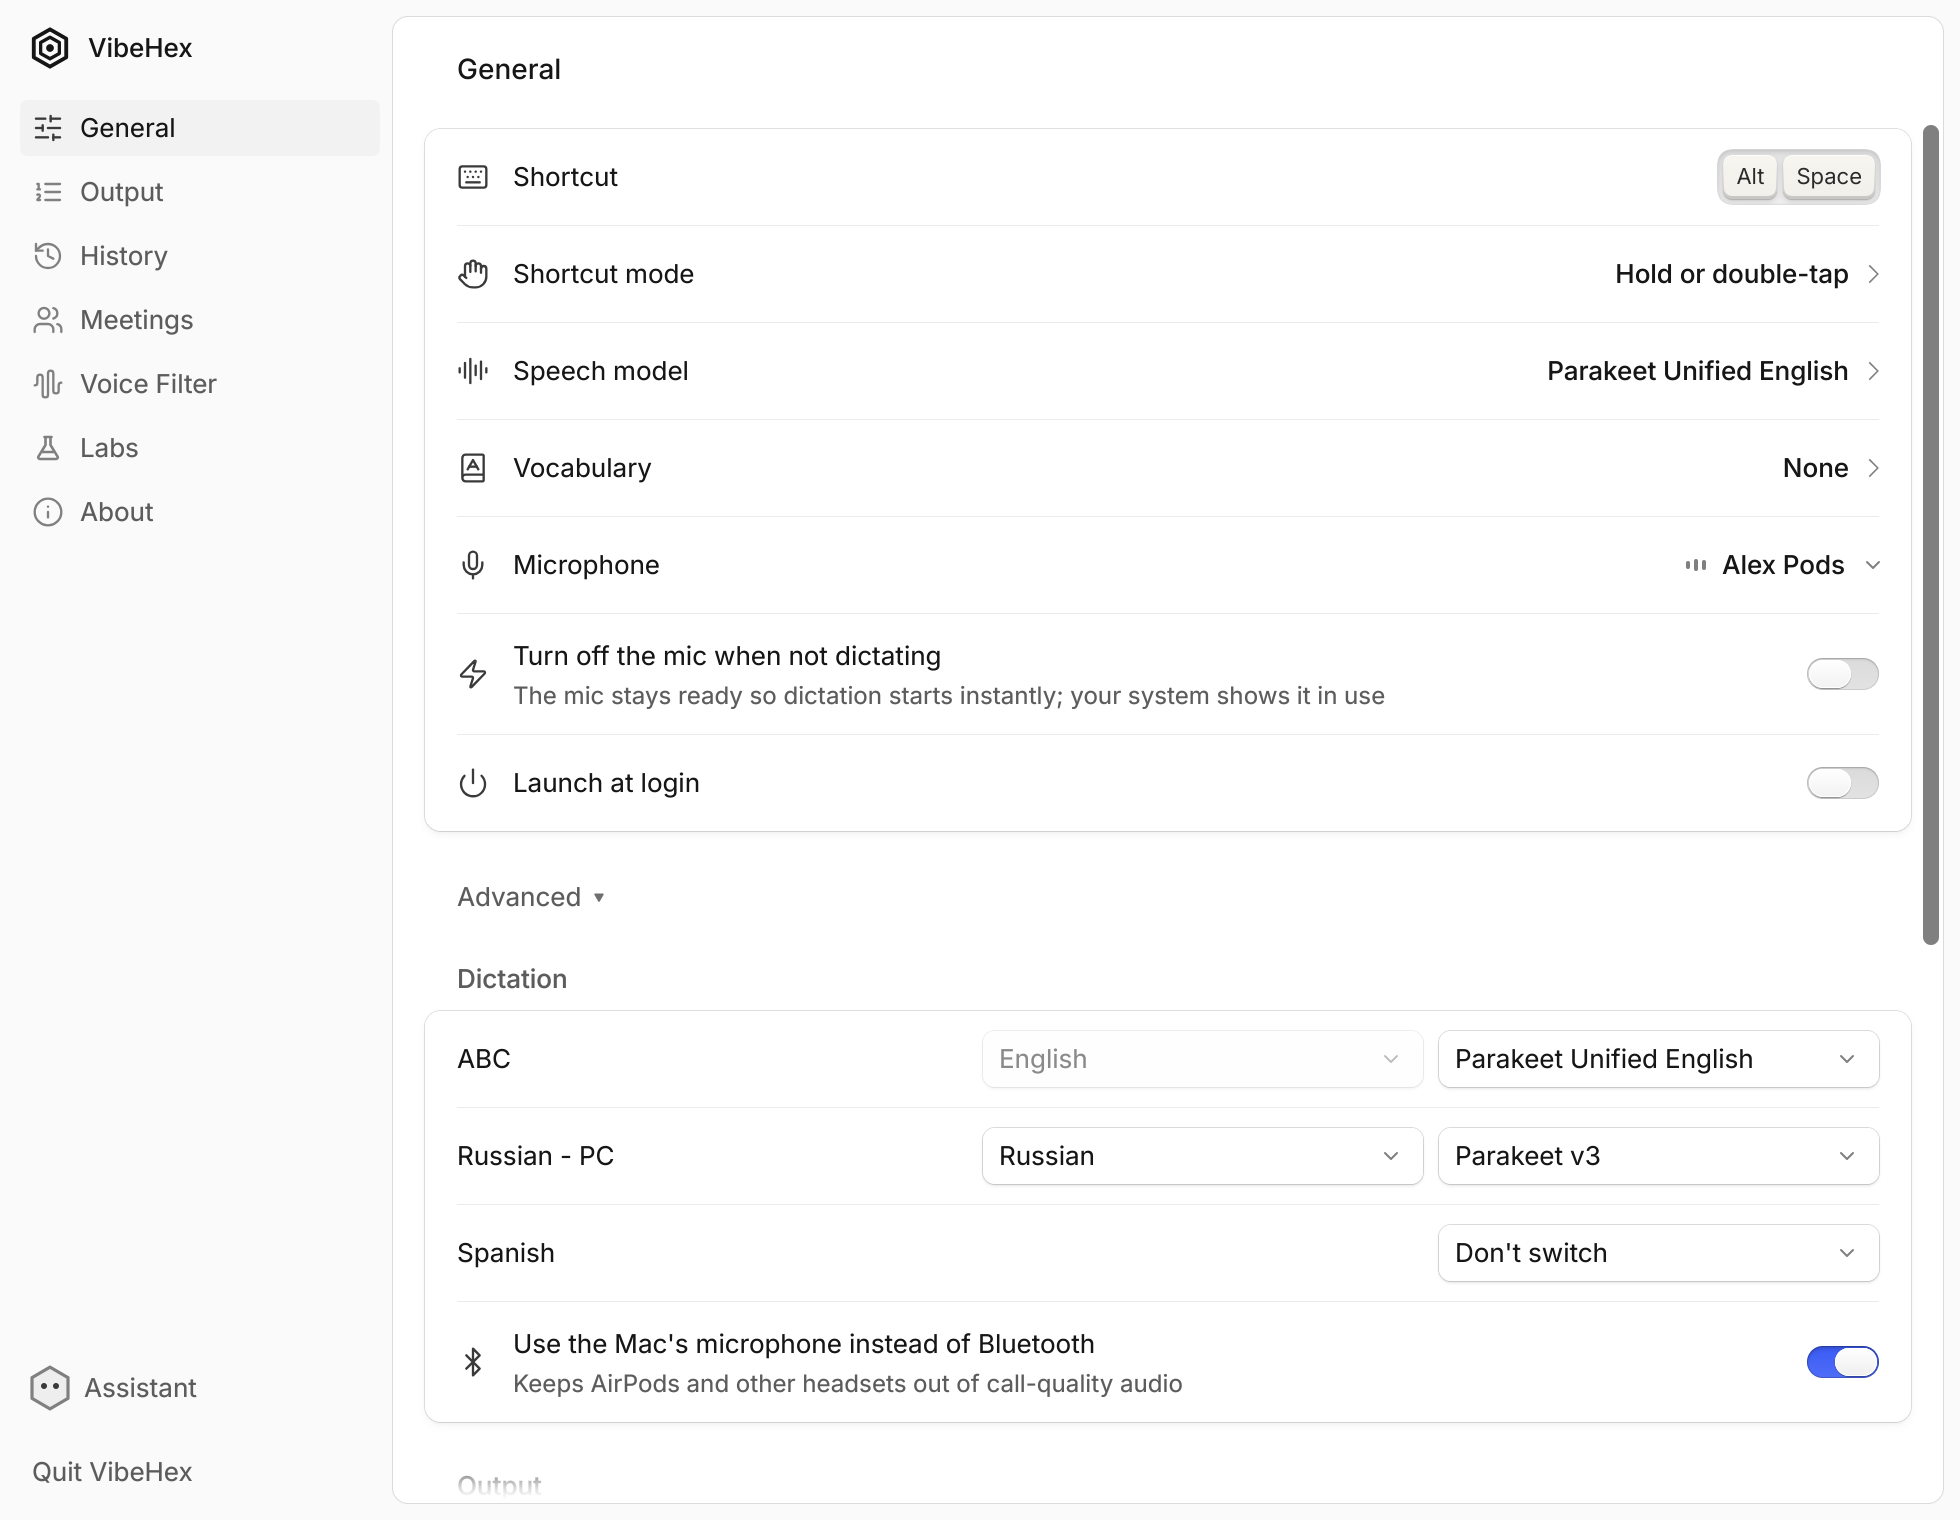 VibeHex
General
Output
History
Meetings
Voice Filter
Labs
About
Assistant
Quit VibeHex
General
Shortcut Alt Space
Shortcut mode Hold or double-tap
Speech model Parakeet Unified English
Vocabulary None
Microphone Alex Pods
Turn off the mic when not dictating
The mic stays ready so dictation starts instantly; your system shows it in use
Launch at login
Advanced
Dictation
ABC English Parakeet Unified English
Russian - PC Russian Parakeet v3
Spanish Don't switch
Use the Mac's microphone instead of Bluetooth
Keeps AirPods and other headsets out of call-quality audio
Output